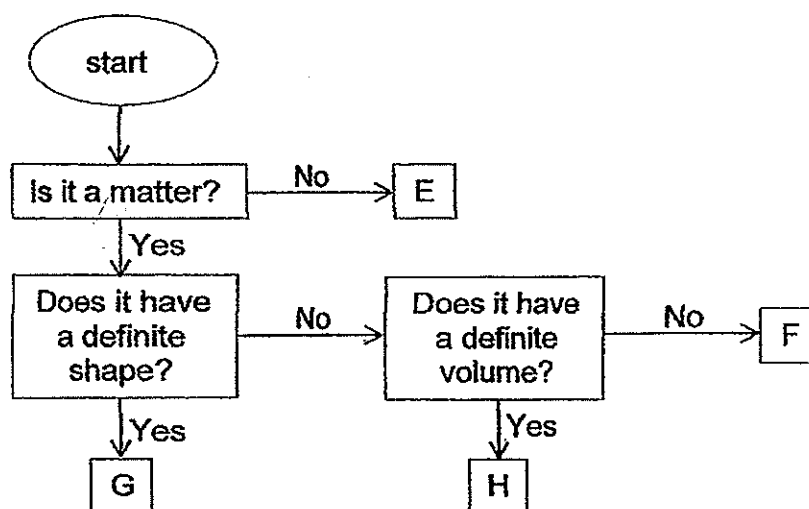 start
Is it a matter?
No
E
Yes
Does it have
a definite
shape?
No
Does it have
a definite
volume?
No
F
Yes
Yes
G
H